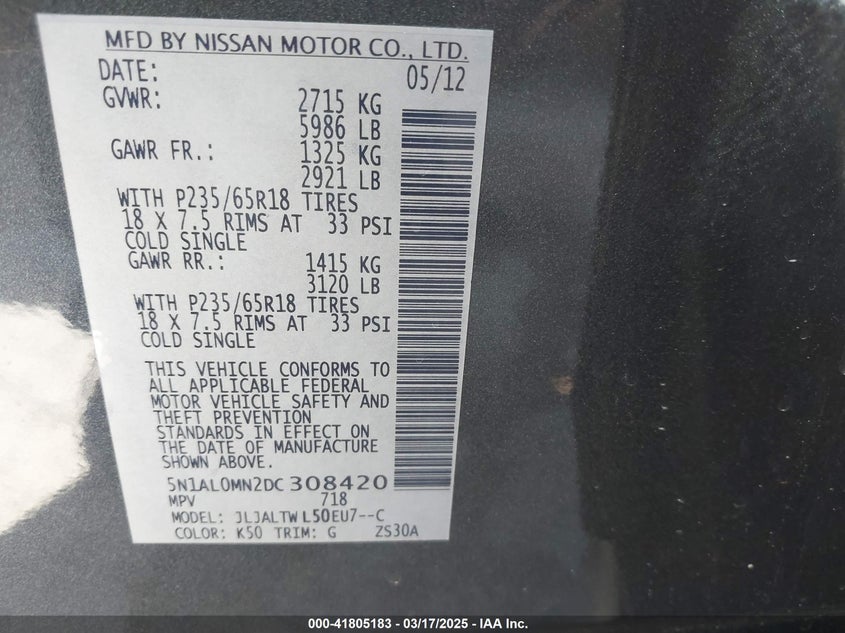 MFD BY NISSAN MOTOR CO., LTD.
DATE: 05/12
GVWR: 2715 KG
5986 LB
GAWR FR.: 1325 KG
2921 LB
WITH P235/65R18 TIRES
18 X 7.5 RIMS AT 33 PSI
COLD SINGLE
GAWR RR.: 1415 KG
3120 LB
WITH P235/65R18 TIRES
18 X 7.5 RIMS AT 33 PSI
COLD SINGLE
THIS VEHICLE CONFORMS TO
ALL APPLICABLE FEDERAL
MOTOR VEHICLE SAFETY AND
THEFT PREVENTION
STANDARDS IN EFFECT ON
THE DATE OF MANUFACTURE
SHOWN ABOVE.
5N1AL0MN2DC 308420
MPV 718
MODEL: JLJALTW L50EU7--C
COLOR: K50 TRIM: G ZS30A
000-41805183 - 03/17/2025 - IAA Inc.